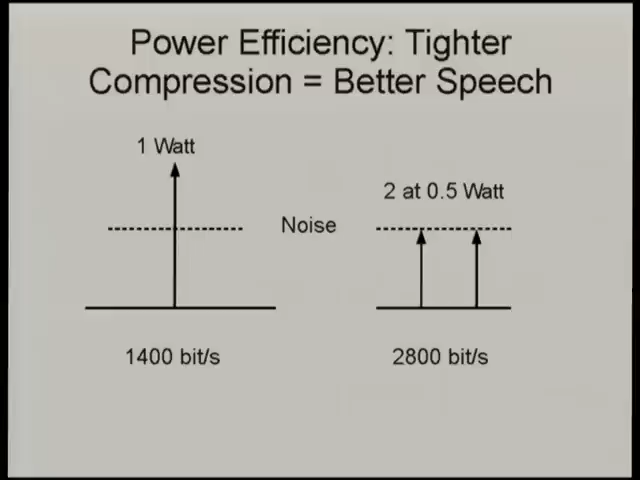 Power Efficiency: Tighter
Compression = Better Speech
1 Watt
2 at 0.5 Watt
Noise
1400 bit/s
2800 bit/s